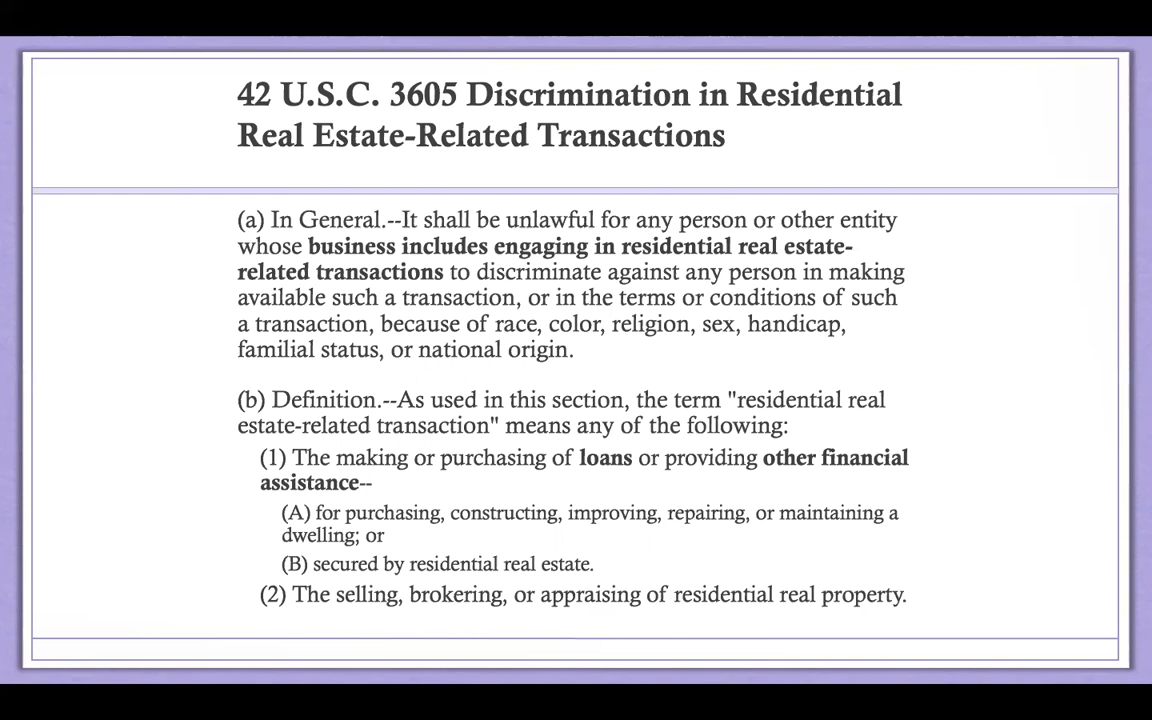 42 U.S.C. 3605 Discrimination in Residential
Real Estate-Related Transactions
(a) In General.--It shall be unlawful for any person or other entity
whose business includes engaging in residential real estate-
related transactions to discriminate against any person in making
available such a transaction, or in the terms or conditions of such
a transaction, because of race, color, religion, sex, handicap,
familial status, or national origin.
(b) Definition.--As used in this section, the term "residential real
estate-related transaction" means any of the following:
(1) The making or purchasing of loans or providing other financial
assistance--
(A) for purchasing, constructing, improving, repairing, or maintaining a
dwelling; or
(B) secured by residential real estate.
(2) The selling, brokering, or appraising of residential real property.